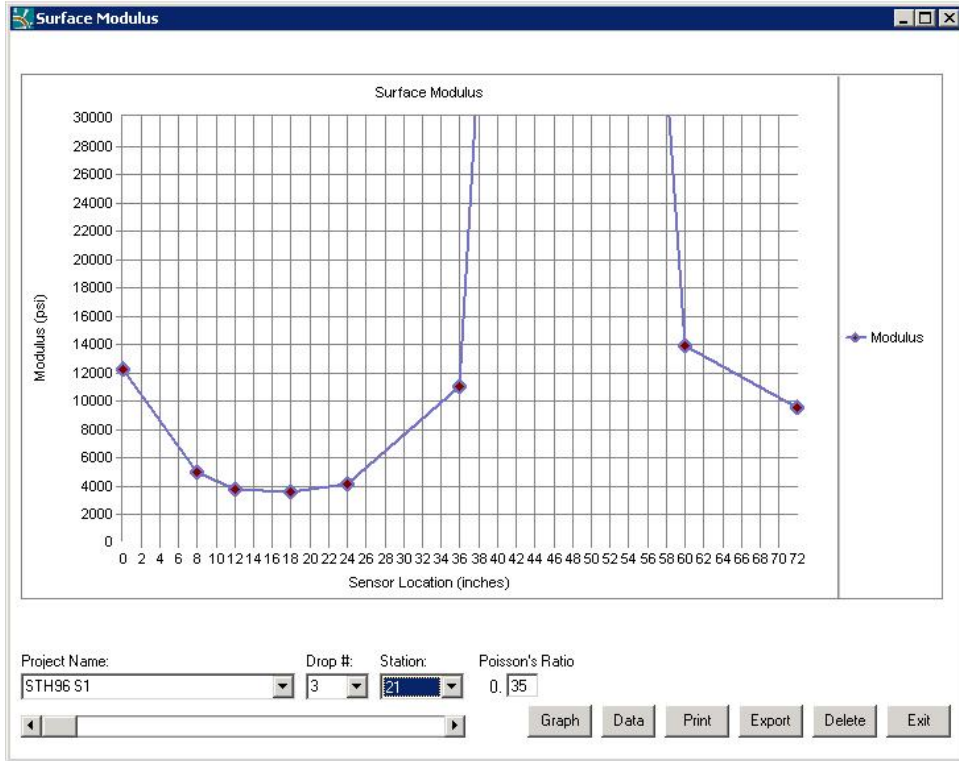 Surface Modulus
Surface Modulus
30000
28000
26000
24000
22000
20000
18000
16000
14000
12000
10000
8000
6000
4000
2000
0
Modulus (psi)
Modulus
0 2 4 6 8 10 12 14 16 18 20 22 24 26 28 30 32 34 36 38 40 42 44 46 48 50 52 54 56 58 60 62 64 66 68 70 72
Sensor Location (inches)
Project Name: Drop #: Station: Poisson's Ratio
STH96 S1 3 21 0. 35
Graph Data Print Export Delete Exit